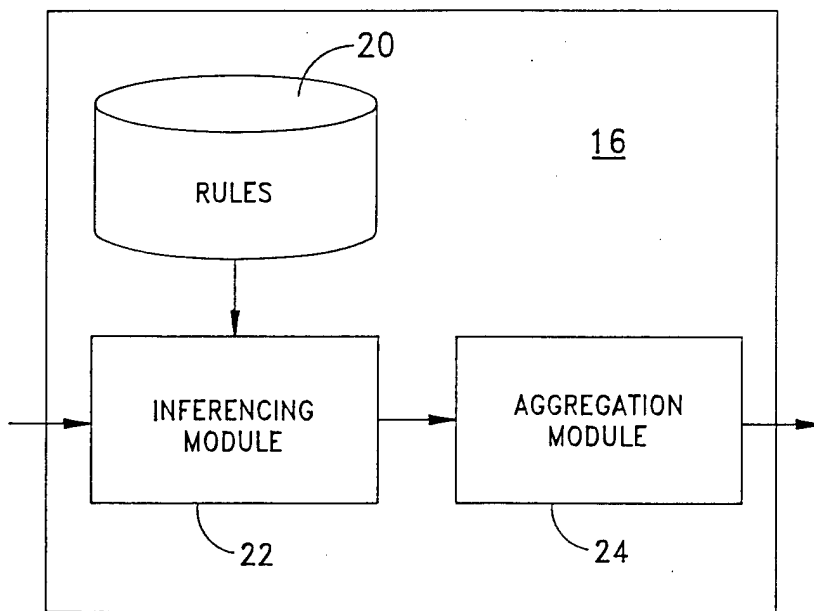 20
16
RULES
INFERENCING
MODULE
AGGREGATION
MODULE
22
24